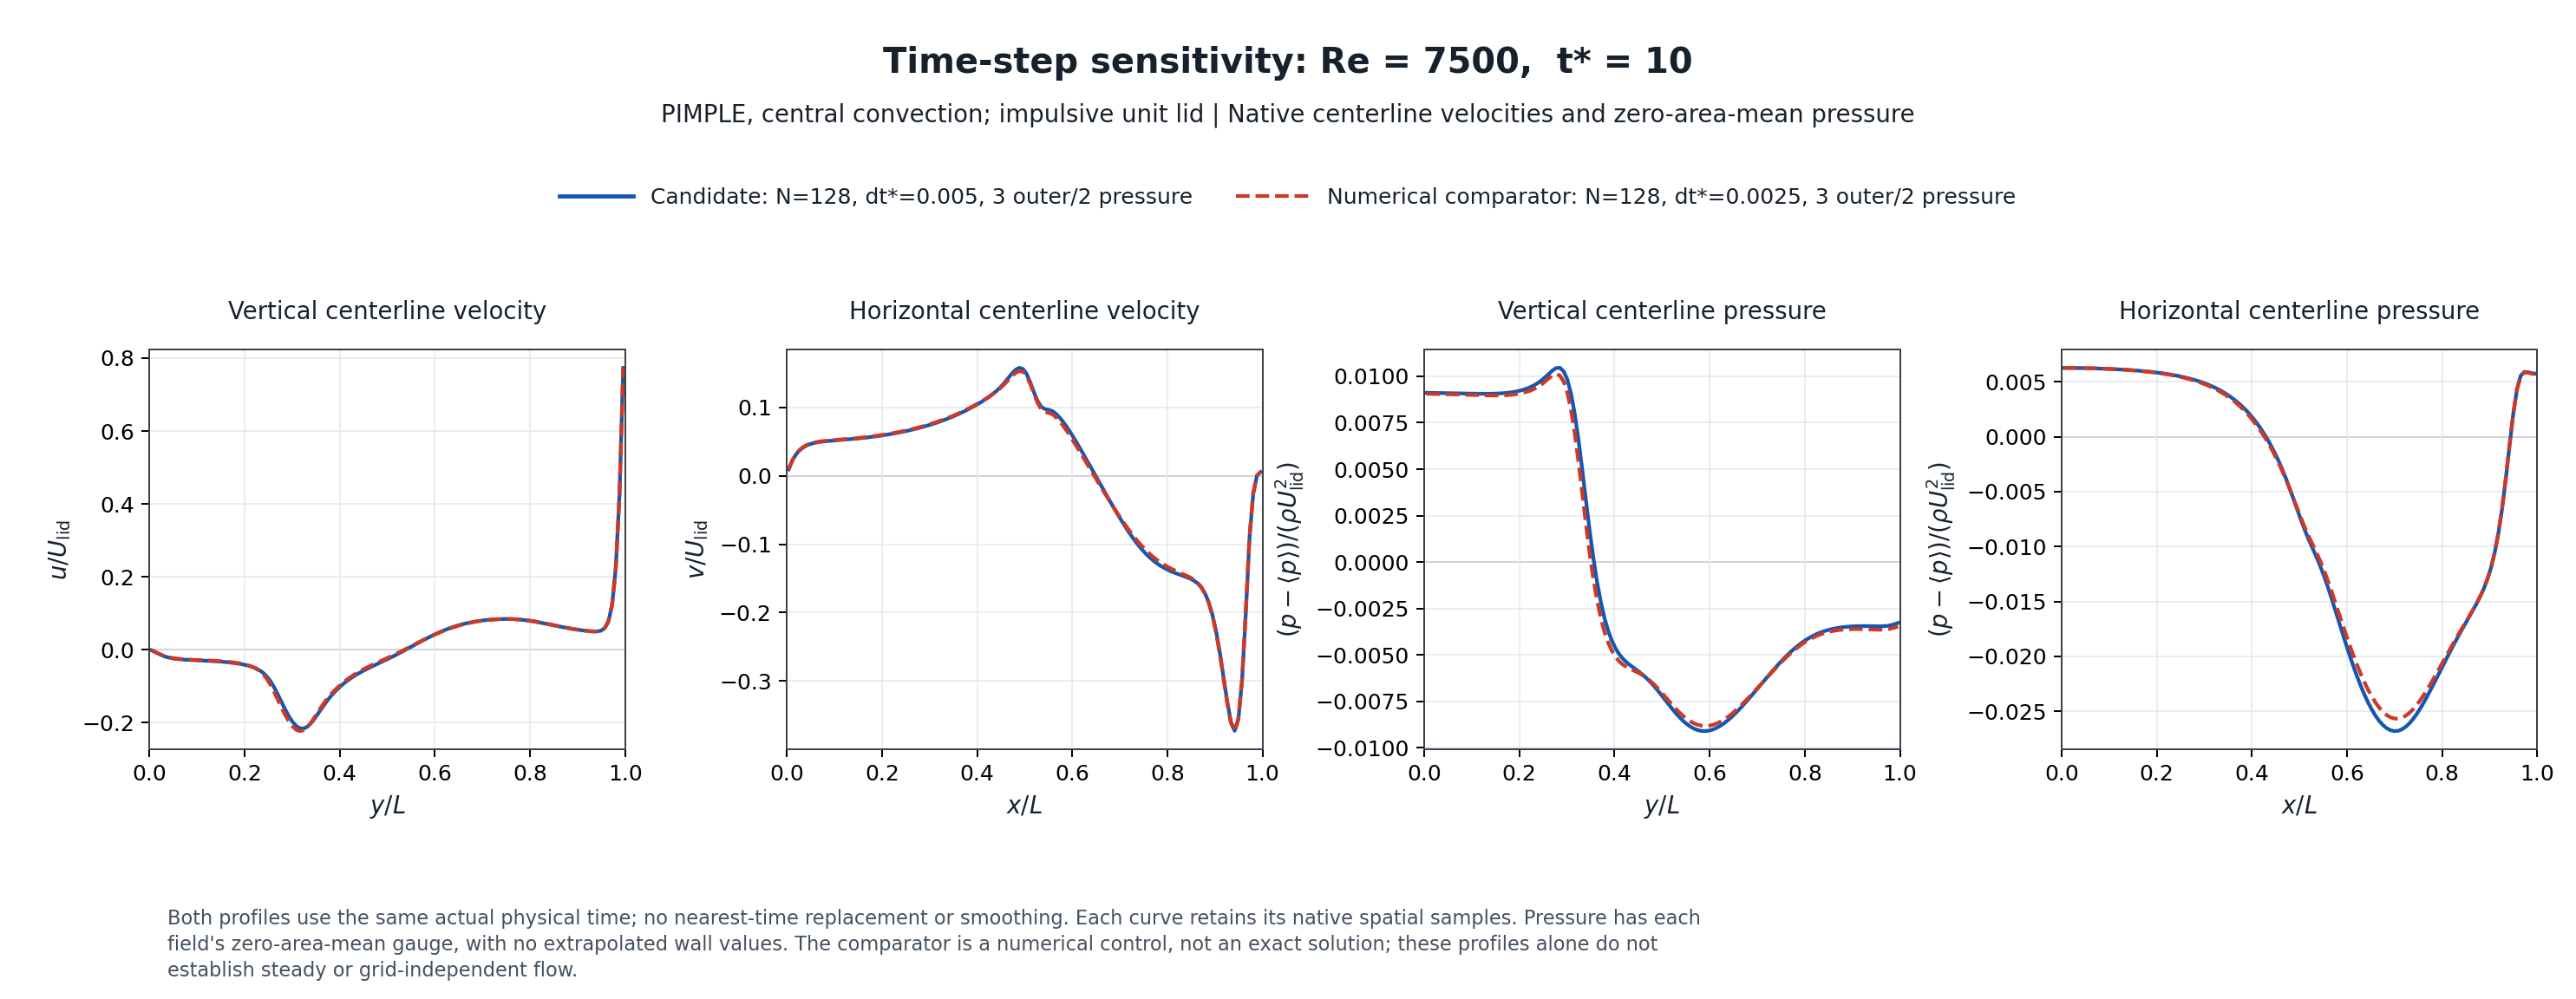 Time-step sensitivity: Re = 7500, t* = 10
PIMPLE, central convection; impulsive unit lid | Native centerline velocities and zero-area-mean pressure
Candidate: N=128, dt*=0.005, 3 outer/2 pressure
Numerical comparator: N=128, dt*=0.0025, 3 outer/2 pressure
Vertical centerline velocity
u/U_lid
0.8
0.6
0.4
0.2
0.0
−0.2
0.0 0.2 0.4 0.6 0.8 1.0
y/L
Horizontal centerline velocity
v/U_lid
0.1
0.0
−0.1
−0.2
−0.3
0.0 0.2 0.4 0.6 0.8 1.0
x/L
Vertical centerline pressure
(p − ⟨p⟩)/(ρU²_lid)
0.0100
0.0075
0.0050
0.0025
0.0000
−0.0025
−0.0050
−0.0075
−0.0100
0.0 0.2 0.4 0.6 0.8 1.0
y/L
Horizontal centerline pressure
(p − ⟨p⟩)/(ρU²_lid)
0.005
0.000
−0.005
−0.010
−0.015
−0.020
−0.025
0.0 0.2 0.4 0.6 0.8 1.0
x/L
Both profiles use the same actual physical time; no nearest-time replacement or smoothing. Each curve retains its native spatial samples. Pressure has each
field's zero-area-mean gauge, with no extrapolated wall values. The comparator is a numerical control, not an exact solution; these profiles alone do not
establish steady or grid-independent flow.